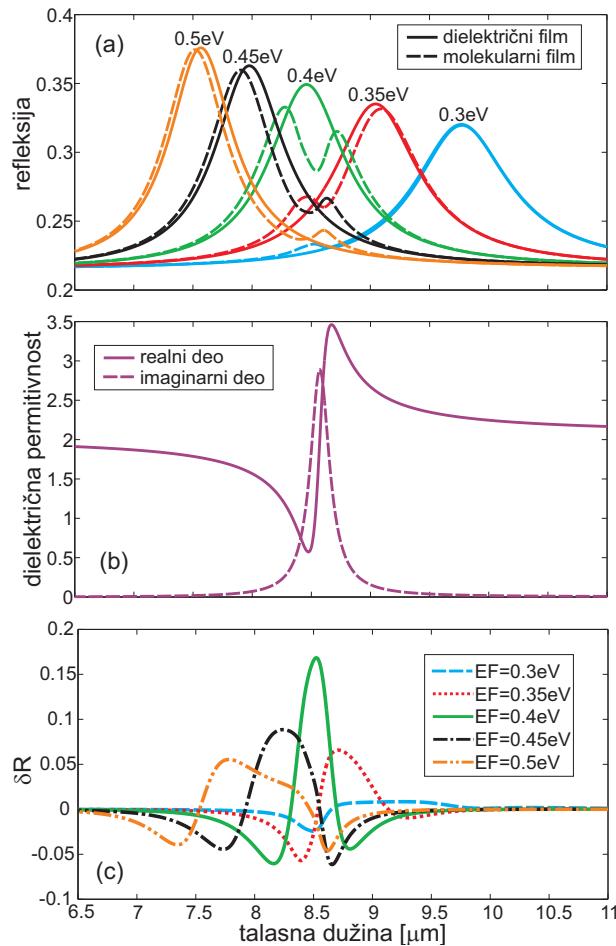 (a)
0.5eV
0.45eV
0.4eV
0.35eV
0.3eV
dielektrični film
molekularni film
refleksija
0.4
0.35
0.3
0.25
0.2
(b)
realni deo
imaginarni deo
dielektrična permitivnost
3.5
3
2.5
2
1.5
1
0.5
0
(c)
EF=0.3eV
EF=0.35eV
EF=0.4eV
EF=0.45eV
EF=0.5eV
δR
0.2
0.15
0.1
0.05
0
-0.05
-0.1
6.5 7 7.5 8 8.5 9 9.5 10 10.5 11
talasna dužina [μm]